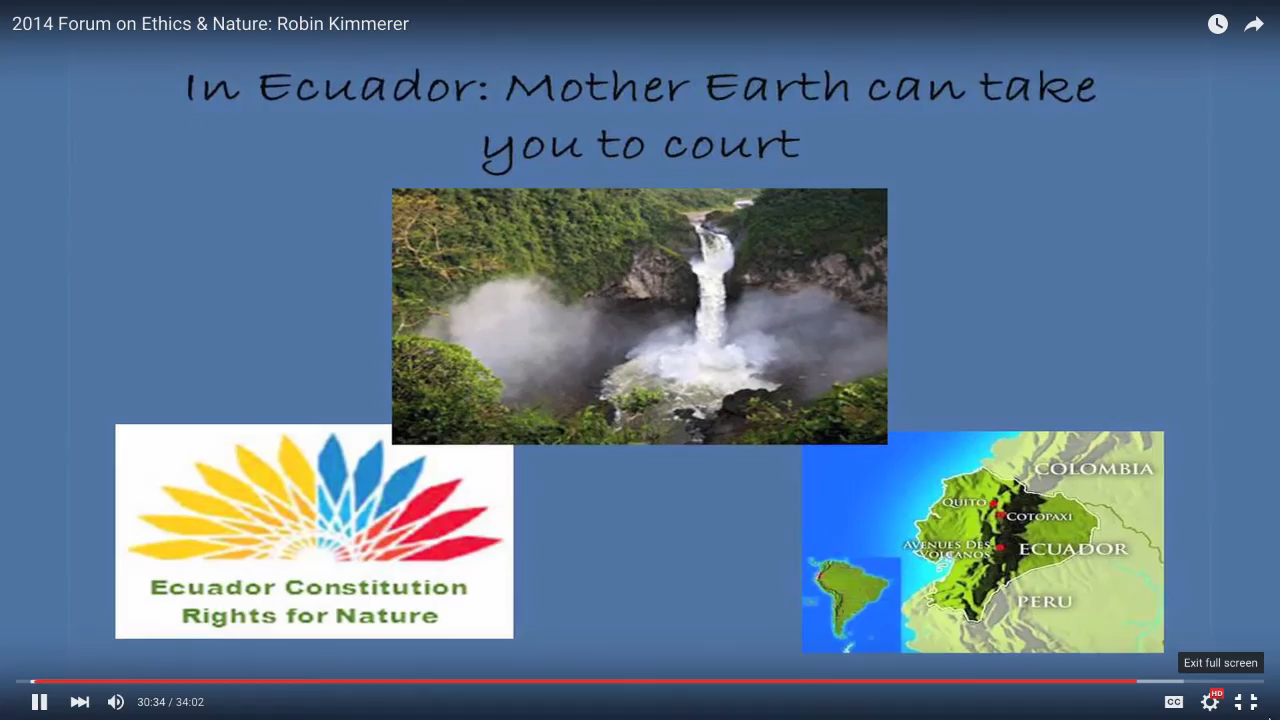 2014 Forum on Ethics & Nature: Robin Kimmerer
In Ecuador: Mother Earth can take
you to court
Ecuador Constitution
Rights for Nature
COLOMBIA
QUITO
COTOPAXI
AVENUES DES
VOLCANOS
ECUADOR
PERU
Exit full screen
30:34 / 34:02
CC
HD